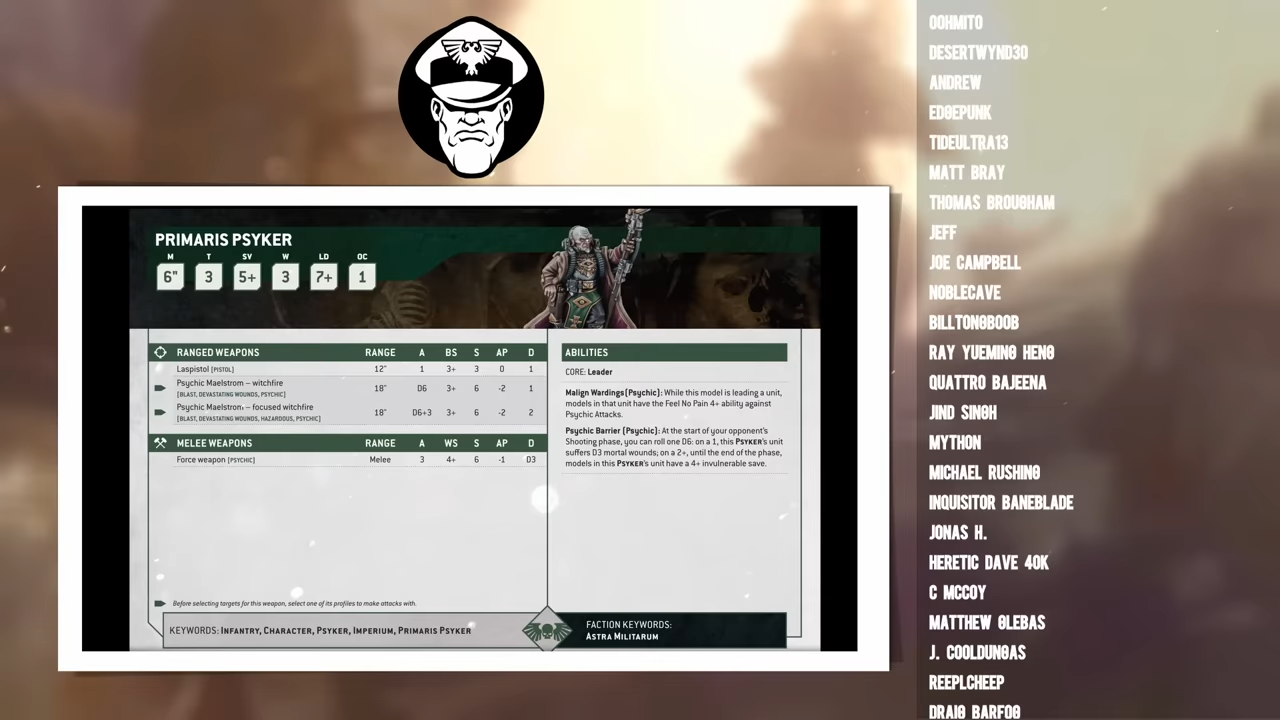 PRIMARIS PSYKER
M T SV W LD OC
6" 3 5+ 3 7+ 1
RANGED WEAPONS RANGE A BS S AP D
Laspistol [PISTOL] 12" 1 3+ 3 0 1
Psychic Maelstrom – witchfire
[BLAST, DEVASTATING WOUNDS, PSYCHIC] 18" D6 3+ 6 -2 1
Psychic Maelstrom – focused witchfire
[BLAST, DEVASTATING WOUNDS, HAZARDOUS, PSYCHIC] 18" D6+3 3+ 6 -2 2
MELEE WEAPONS RANGE A WS S AP D
Force weapon [PSYCHIC] Melee 3 4+ 6 -1 D3
Before selecting targets for this weapon, select one of its profiles to make attacks with.
KEYWORDS: INFANTRY, CHARACTER, PSYKER, IMPERIUM, PRIMARIS PSYKER
ABILITIES
CORE: Leader
Malign Wardings (Psychic): While this model is leading a unit,
models in that unit have the Feel No Pain 4+ ability against
Psychic Attacks.
Psychic Barrier (Psychic): At the start of your opponent's
Shooting phase, you can roll one D6: on a 1, this PSYKER's unit
suffers D3 mortal wounds; on a 2+, until the end of the phase,
models in this PSYKER's unit have a 4+ invulnerable save.
FACTION KEYWORDS:
ASTRA MILITARUM
OOHMITO
DESERTWYND30
ANDREW
EDGEPUNK
TIDEULTRA13
MATT BRAY
THOMAS BROUGHAM
JEFF
JOE CAMPBELL
NOBLECAVE
BILLTONGBOOB
RAY YUEMING HENG
QUATTRO BAJEENA
JIND SINGH
MYTHON
MICHAEL RUSHING
INQUISITOR BANEBLADE
JONAS H.
HERETIC DAVE 40K
C MCCOY
MATTHEW GLEBAS
J. COOLDUNGAS
REEPLCHEEP
DRAIG BARFOG